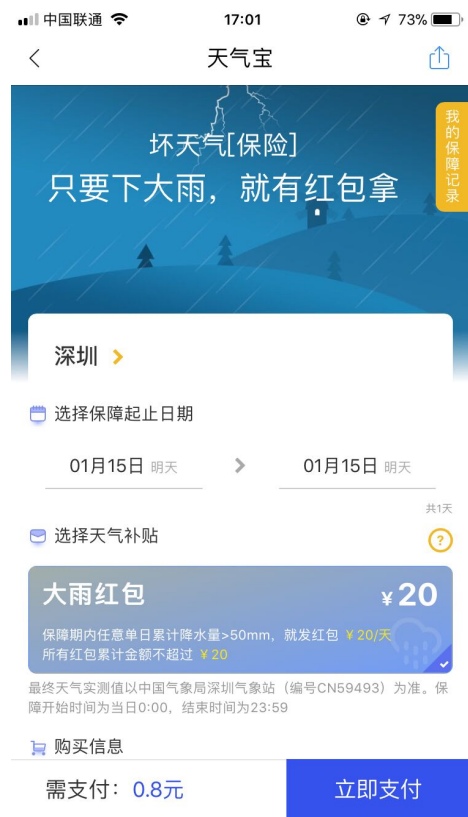 中国联通 17:01 73%
天气宝
我的保障记录
坏天气[保险]
只要下大雨，就有红包拿
深圳
选择保障起止日期
01月15日 明天 01月15日 明天
共1天
选择天气补贴
?
大雨红包 ¥20
保障期内任意单日累计降水量>50mm，就发红包 ¥20/天
所有红包累计金额不超过 ¥20
最终天气实测值以中国气象局深圳气象站（编号CN59493）为准。保
障开始时间为当日0:00，结束时间为23:59
购买信息
需支付：0.8元 立即支付